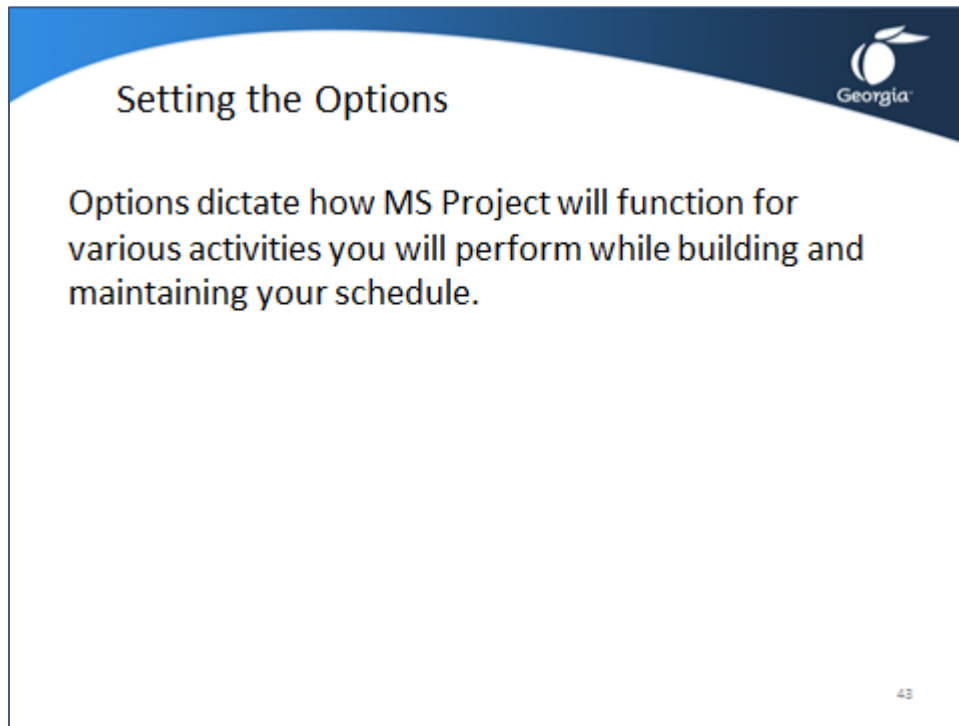 Georgia
Setting the Options
Options dictate how MS Project will function for
various activities you will perform while building and
maintaining your schedule.
43